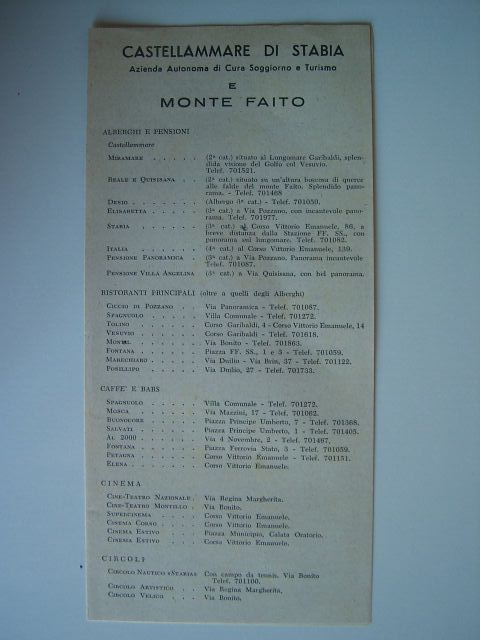 CASTELLAMMARE DI STABIA
Azienda Autonoma di Cura Soggiorno e Turismo
E
MONTE FAITO
ALBERGHI E PENSIONI
Castellammare
MIRAMARE . . . . . (2ª cat.) situato al Lungomare Garibaldi, splen-
dida visione del Golfo col Vesuvio.
Telef. 701521.
REALE E QUISISANA . . (2ª cat.) situato su un'altura boscosa di querce
alle falde del monte Faito. Splendido pano-
rama. - Telef. 701468
(Albergo 3ª cat.) - Telef. 701050.
ELISABETTA . . . . . (3ª cat.) a Via Pozzano, con incantevole pano-
rama. Telef. 701977.
STABIA . . . . . . (3ª cat.) al Corso Vittorio Emanuele, 86, a
breve distanza dalla Stazione FF. SS., con
panorama sul lungomare. Telef. 701082.
ITALIA . . . . . . (4ª cat.) al Corso Vittorio Emanuele, 139.
PENSIONE PANORAMICA . (3ª cat.) a Via Pozzano. Panorama incantevole
Telef. 701087.
PENSIONE VILLA ANGELINA (3ª cat.) a Via Quisisana, con bel panorama.
RISTORANTI PRINCIPALI (oltre a quelli degli Alberghi)
CICCIO DI POZZANO . . Via Panoramica - Telef. 701087.
SPAGNUOLO . . . . Villa Comunale - Telef. 701272.
TOLINO . . . . . Corso Garibaldi, 4 - Corso Vittorio Emanuele, 14
VESUVIO . . . . . Corso Garibaldi - Telef. 701618.
Via Bonito - Telef. 701863.
FONTANA . . . . . Piazza FF. SS., 1 e 3 - Telef. 701059.
MARECHIARO . . . . Via Duilio - Via Brin, 37 - Telef. 701122.
POSILLIPO . . . . Via Duilio, 27 - Telef. 701733.
CAFFE' E BARS
SPAGNUOLO . . . . Villa Comunale - Telef. 701272.
MOSCA . . . . . . Via Mazzini, 17 - Telef. 701062.
BUONOCORE . . . . Piazza Principe Umberto, 7 - Telef. 701368.
SALVATI . . . . . Piazza Principe Umberto, 1 - Telef. 701405.
AL 2000 . . . . . Via 4 Novembre, 2 - Telef. 701467.
FONTANA . . . . . Piazza Ferrovia Stato, 3 - Telef. 701059.
PETAGNA . . . . . Corso Vittorio Emanuele - Telef. 701151.
ELENA . . . . . . Corso Vittorio Emanuele.
CINEMA
CINE-TEATRO NAZIONALE . Via Regina Margherita.
CINE-TEATRO MONTILLO . Via Bonito.
SUPERCINEMA . . . . Corso Vittorio Emanuele.
CINEMA CORSO . . . . Corso Vittorio Emanuele.
CINEMA ESTIVO . . . Piazza Municipio, Calata Oratorio.
CINEMA ESTIVO . . . Corso Vittorio Emanuele.
CIRCOLI
CIRCOLO NAUTICO «STABIA» Con campo da tennis. Via Bonito
Telef. 701100.
CIRCOLO ARTISTICO . . Via Regina Margherita.
CIRCOLO VELICO . . . Via Bonito.